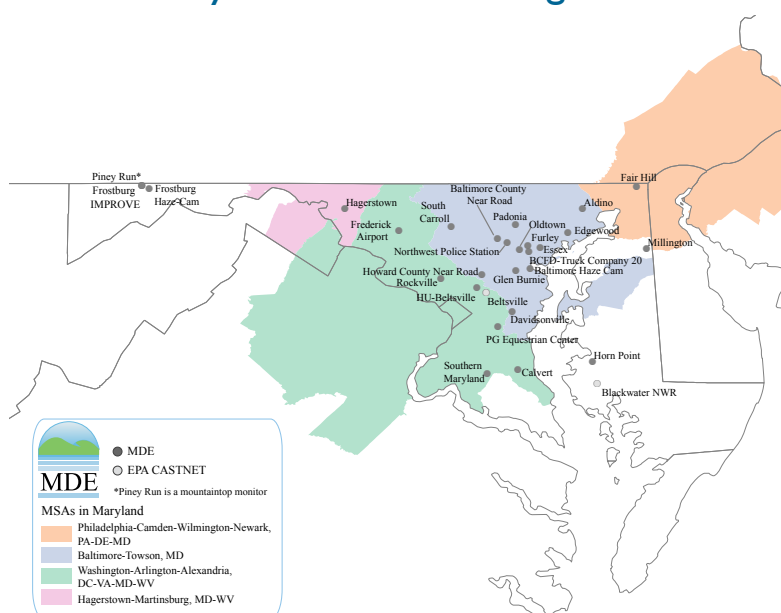 Piney Run*
Frostburg
IMPROVE
Frostburg
Haze Cam
Hagerstown
Frederick
Airport
South
Carroll
Baltimore County
Near Road
Padonia
Oldtown
Furley
Essex
Aldino
Edgewood
Fair Hill
Millington
Northwest Police Station
BCFD-Truck Company 20
Baltimore Haze Cam
Glen Burnie
Howard County Near Road
Rockville
HU-Beltsville
Beltsville
Davidsonville
PG Equestrian Center
Southern
Maryland
Calvert
Horn Point
Blackwater NWR
MDE
MDE
EPA CASTNET
*Piney Run is a mountaintop monitor
MSAs in Maryland
Philadelphia-Camden-Wilmington-Newark,
PA-DE-MD
Baltimore-Towson, MD
Washington-Arlington-Alexandria,
DC-VA-MD-WV
Hagerstown-Martinsburg, MD-WV